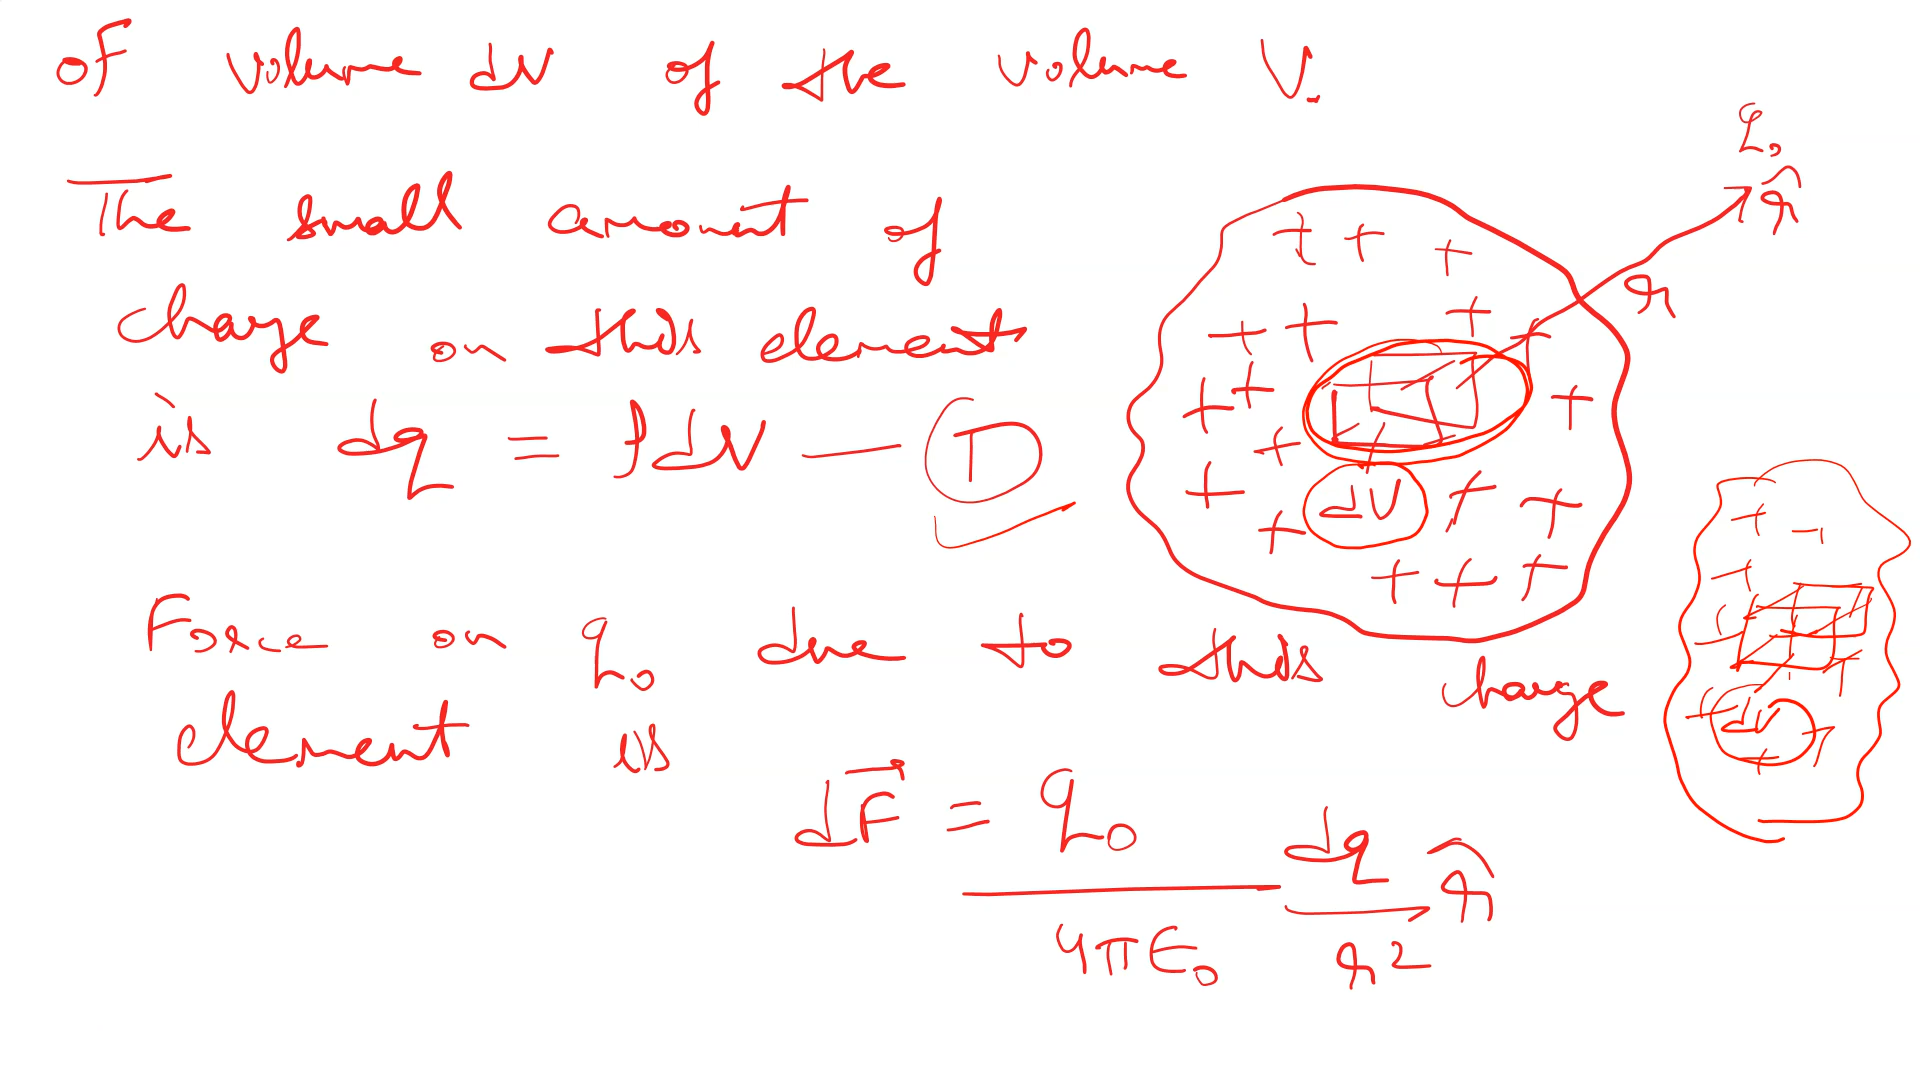 of volume dV of the volume V.
The small amount of
charge on this element
is dq = ρdV — ①
Force on q₀ due to this charge
element is
dF⃗ = q₀/4πϵ₀ dq/r² r̂
q₀
r̂
r
+ + +
+ + + +
+ + +
+ +
+ dV + +
+ + +
+ -
+
dV
+